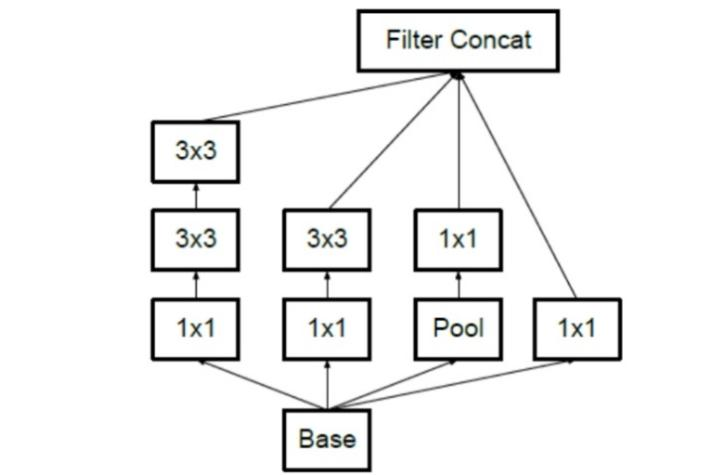 Filter Concat
3x3
3x3
3x3
1x1
1x1
1x1
Pool
1x1
Base